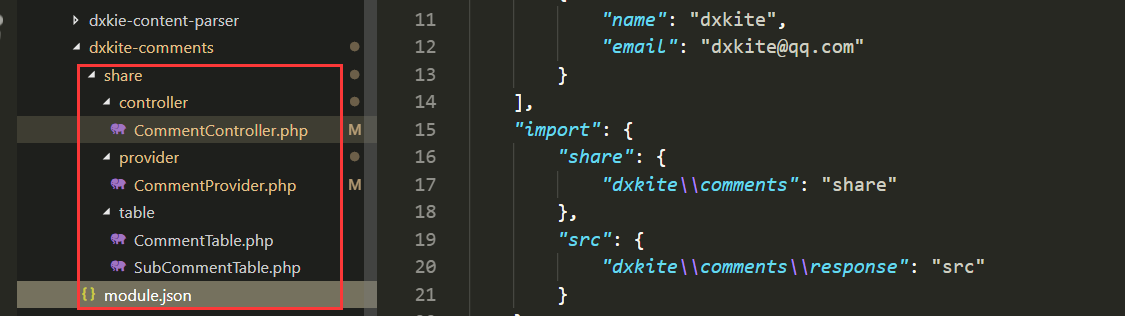 dxkie-content-parser
dxkite-comments
share
controller
CommentController.php M
provider
CommentProvider.php M
table
CommentTable.php
SubCommentTable.php
{} module.json
11 "name": "dxkite",
12 "email": "dxkite@qq.com"
13 }
14 ],
15 "import": {
16 "share": {
17 "dxkite\\comments": "share"
18 },
19 "src": {
20 "dxkite\\comments\\response": "src"
21 }